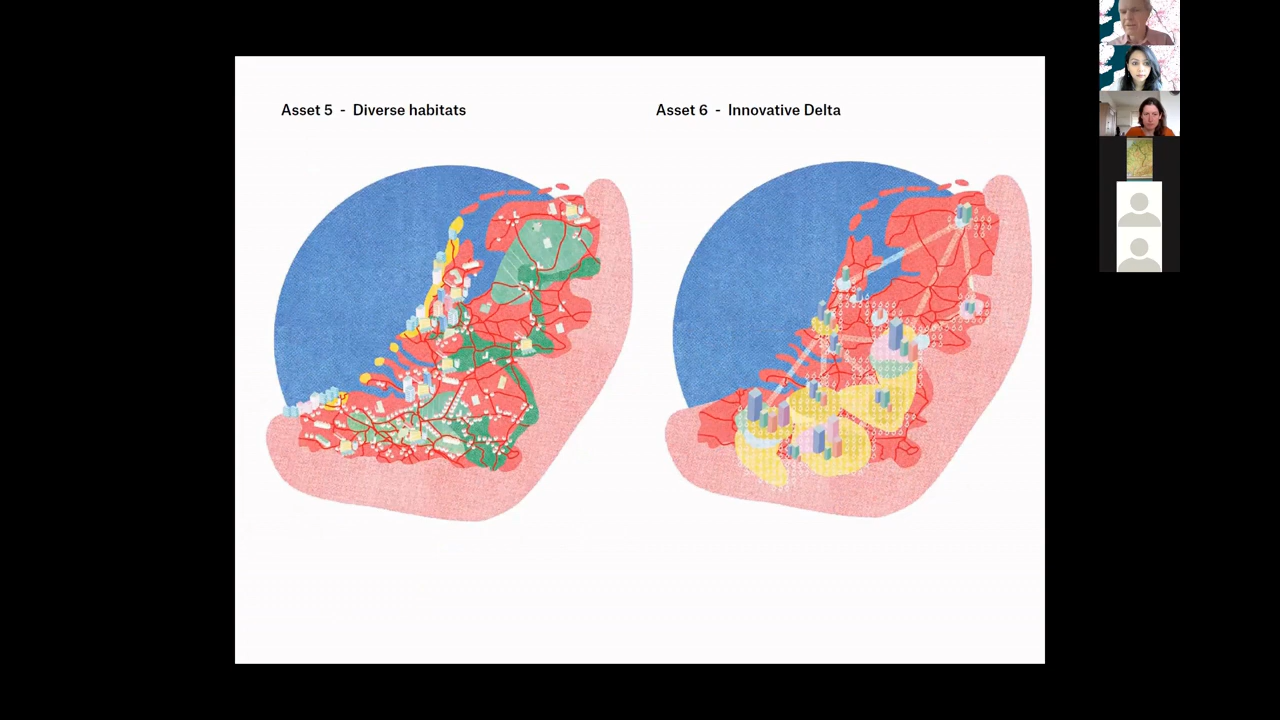 Asset 5 - Diverse habitats
Asset 6 - Innovative Delta